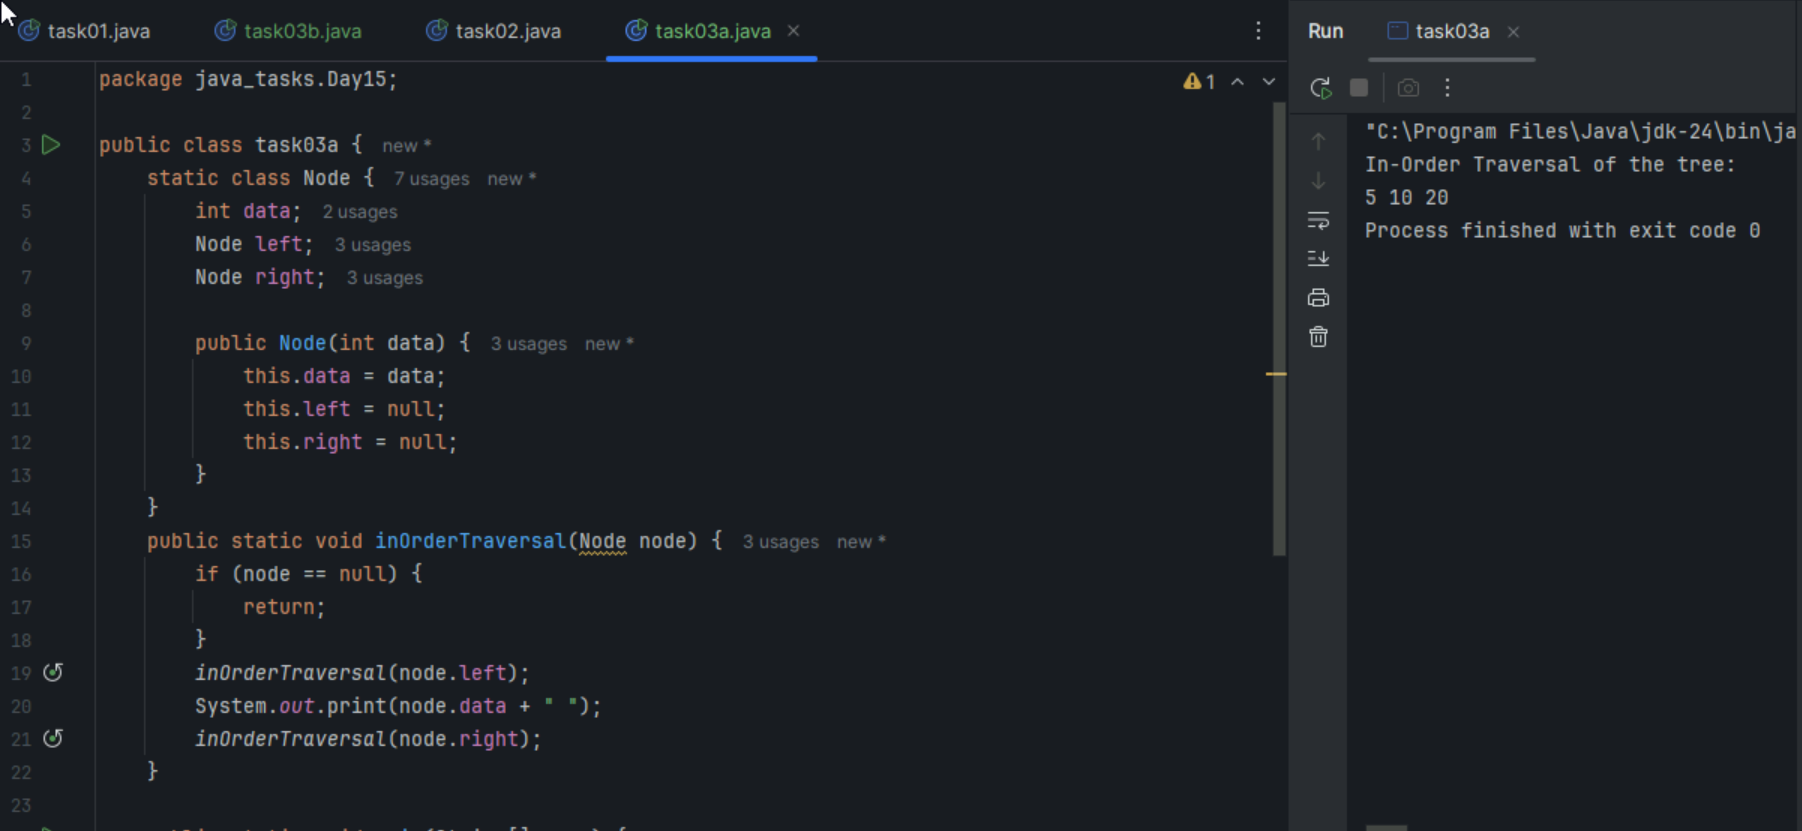 task01.java task03b.java task02.java task03a.java
1 package java_tasks.Day15;
2
3 public class task03a { new *
4 static class Node { 7 usages new *
5 int data; 2 usages
6 Node left; 3 usages
7 Node right; 3 usages
8
9 public Node(int data) { 3 usages new *
10 this.data = data;
11 this.left = null;
12 this.right = null;
13 }
14 }
15 public static void inOrderTraversal(Node node) { 3 usages new *
16 if (node == null) {
17 return;
18 }
19 inOrderTraversal(node.left);
20 System.out.print(node.data + " ");
21 inOrderTraversal(node.right);
22 }
23
1
Run task03a
"C:\Program Files\Java\jdk-24\bin\ja
In-Order Traversal of the tree:
5 10 20
Process finished with exit code 0